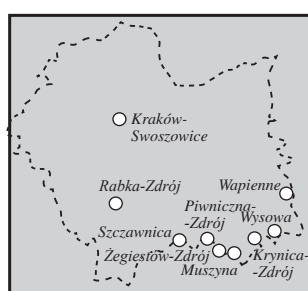 Kraków-
Swoszowice
Rabka-Zdrój
Wapienne
Piwniczna-
-Zdrój
Wysowa
Szczawnica
Żegiestów-Zdrój
Krynica-
-Zdrój
Muszyna